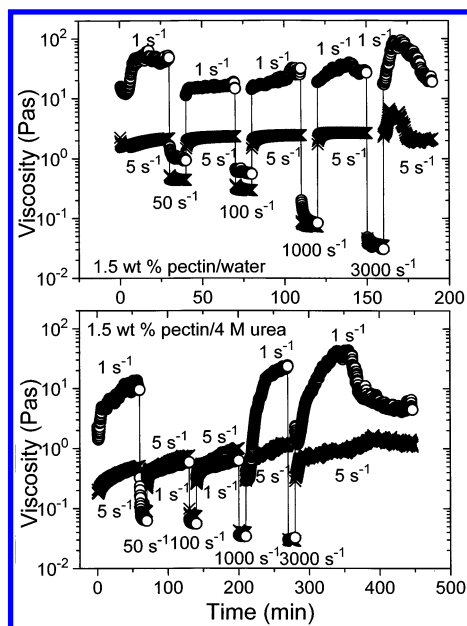 10²
1 s⁻¹
1 s⁻¹
1 s⁻¹
1 s⁻¹
1 s⁻¹
10¹
10⁰
10⁻¹
10⁻²
Viscosity (Pas)
5 s⁻¹
5 s⁻¹
5 s⁻¹
5 s⁻¹
5 s⁻¹
50 s⁻¹
100 s⁻¹
1000 s⁻¹
3000 s⁻¹
1.5 wt % pectin/water
0 50 100 150 200
10²
1.5 wt % pectin/4 M urea
1 s⁻¹
1 s⁻¹
1 s⁻¹
10¹
10⁰
10⁻¹
10⁻²
Viscosity (Pas)
5 s⁻¹
5 s⁻¹
5 s⁻¹
1 s⁻¹
1 s⁻¹
5 s⁻¹
5 s⁻¹
50 s⁻¹
100 s⁻¹
1000 s⁻¹
3000 s⁻¹
0 100 200 300 400 500
Time (min)